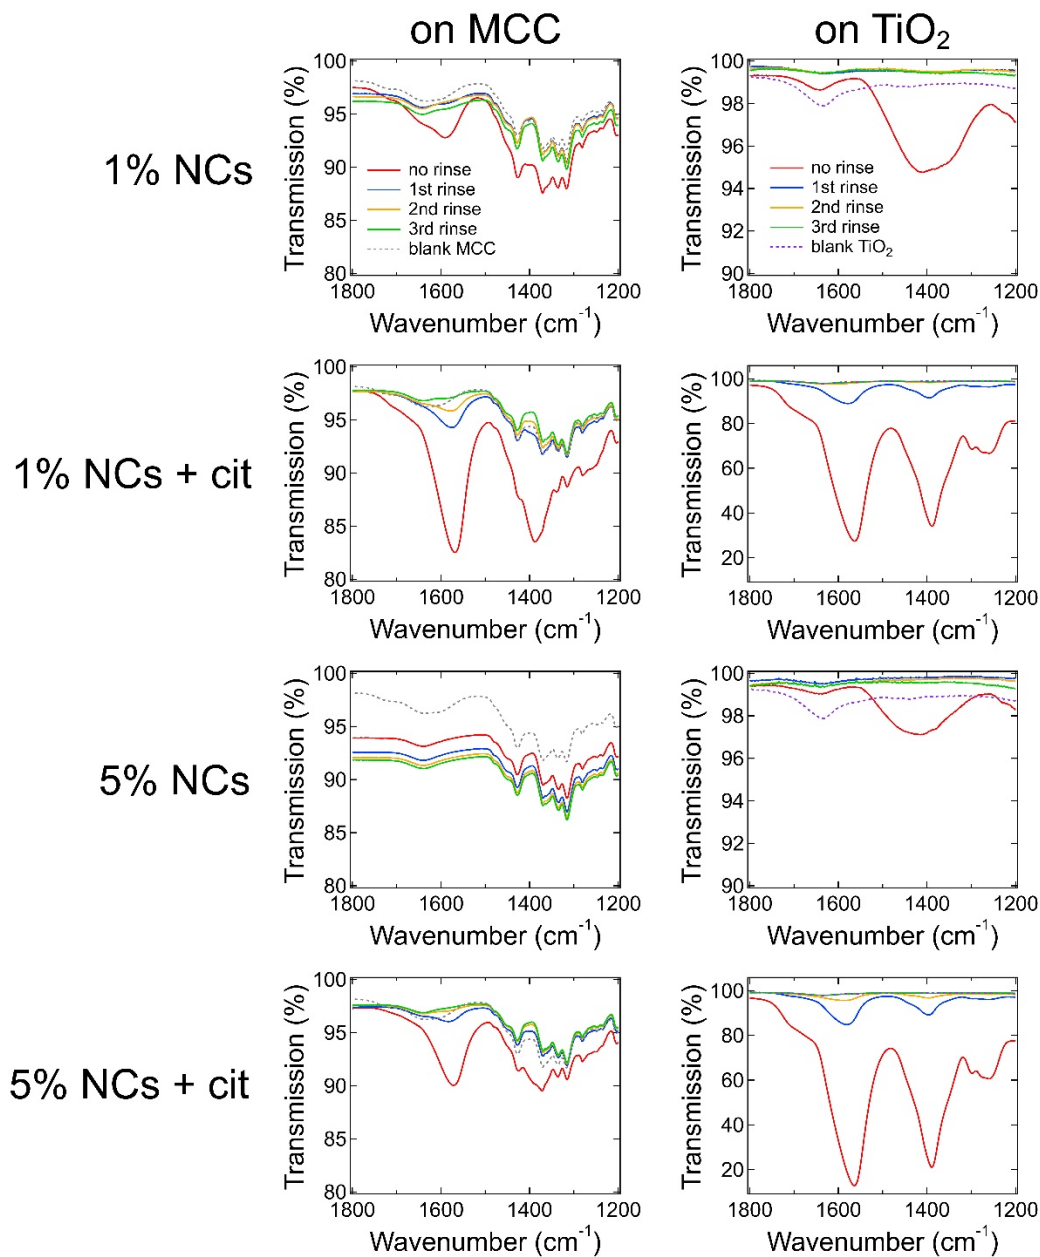 on MCC
on TiO₂
1% NCs
Transmission (%)
100
95
90
85
80
no rinse
1st rinse
2nd rinse
3rd rinse
blank MCC
1800
1600
1400
1200
Wavenumber (cm⁻¹)
Transmission (%)
100
98
96
94
92
90
no rinse
1st rinse
2nd rinse
3rd rinse
blank TiO₂
1800
1600
1400
1200
Wavenumber (cm⁻¹)
1% NCs + cit
Transmission (%)
100
95
90
85
80
1800
1600
1400
1200
Wavenumber (cm⁻¹)
Transmission (%)
100
80
60
40
20
1800
1600
1400
1200
Wavenumber (cm⁻¹)
5% NCs
Transmission (%)
100
95
90
85
80
1800
1600
1400
1200
Wavenumber (cm⁻¹)
Transmission (%)
100
98
96
94
92
90
1800
1600
1400
1200
Wavenumber (cm⁻¹)
5% NCs + cit
Transmission (%)
100
95
90
85
80
1800
1600
1400
1200
Wavenumber (cm⁻¹)
Transmission (%)
100
80
60
40
20
1800
1600
1400
1200
Wavenumber (cm⁻¹)